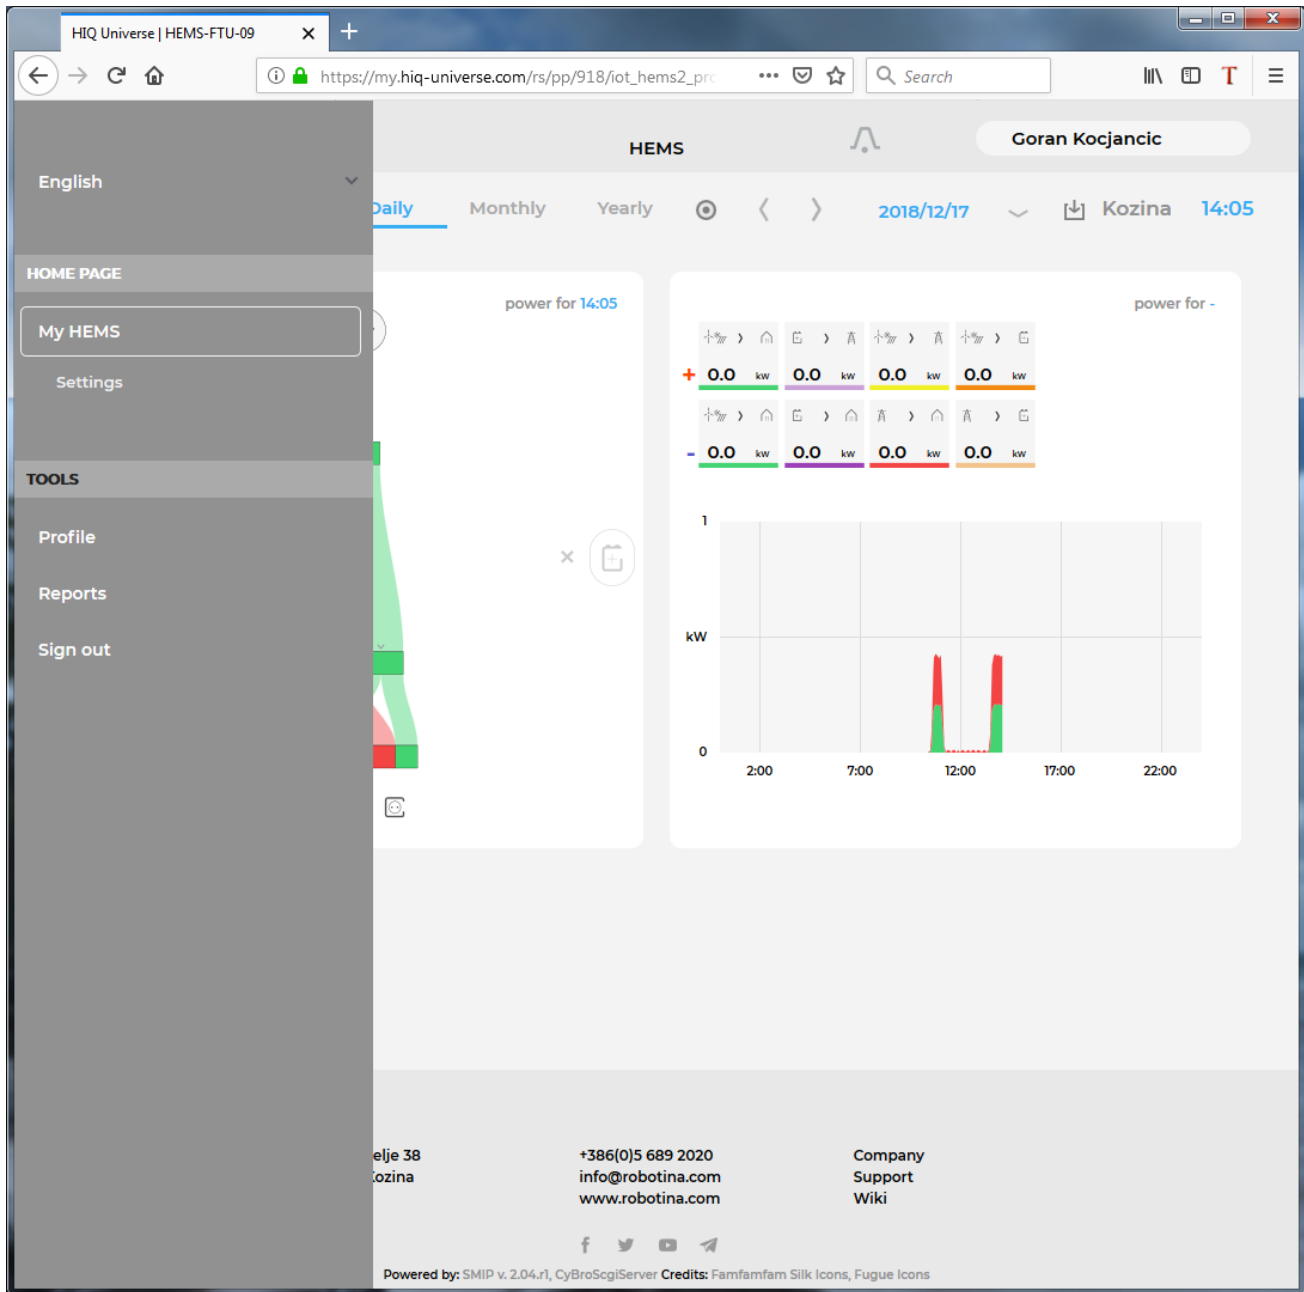 HIQ Universe | HEMS-FTU-09
https://my.hiq-universe.com/rs/pp/918/iot_hems2_pro
Search
HEMS
Goran Kocjancic
English
Daily Monthly Yearly 2018/12/17 Kozina 14:05
HOME PAGE
My HEMS
Settings
TOOLS
Profile
Reports
Sign out
power for 14:05
power for -
+ 0.0 kw 0.0 kw 0.0 kw 0.0 kw
- 0.0 kw 0.0 kw 0.0 kw 0.0 kw
1
kW
0
2:00 7:00 12:00 17:00 22:00
elje 38
Kozina
+386(0)5 689 2020
info@robotina.com
www.robotina.com
Company
Support
Wiki
Powered by: SMIP v. 2.04.r1, CyBroScgiServer Credits: Famfamfam Silk Icons, Fugue Icons